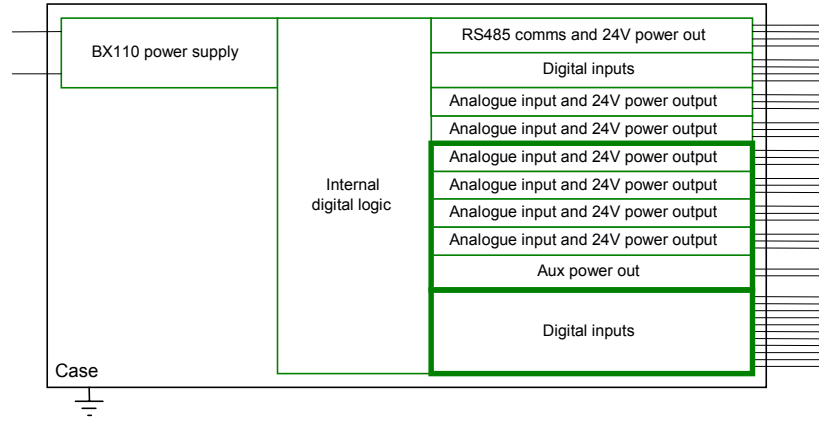 BX110 power supply
Internal
digital logic
RS485 comms and 24V power out
Digital inputs
Analogue input and 24V power output
Analogue input and 24V power output
Analogue input and 24V power output
Analogue input and 24V power output
Analogue input and 24V power output
Analogue input and 24V power output
Aux power out
Digital inputs
Case